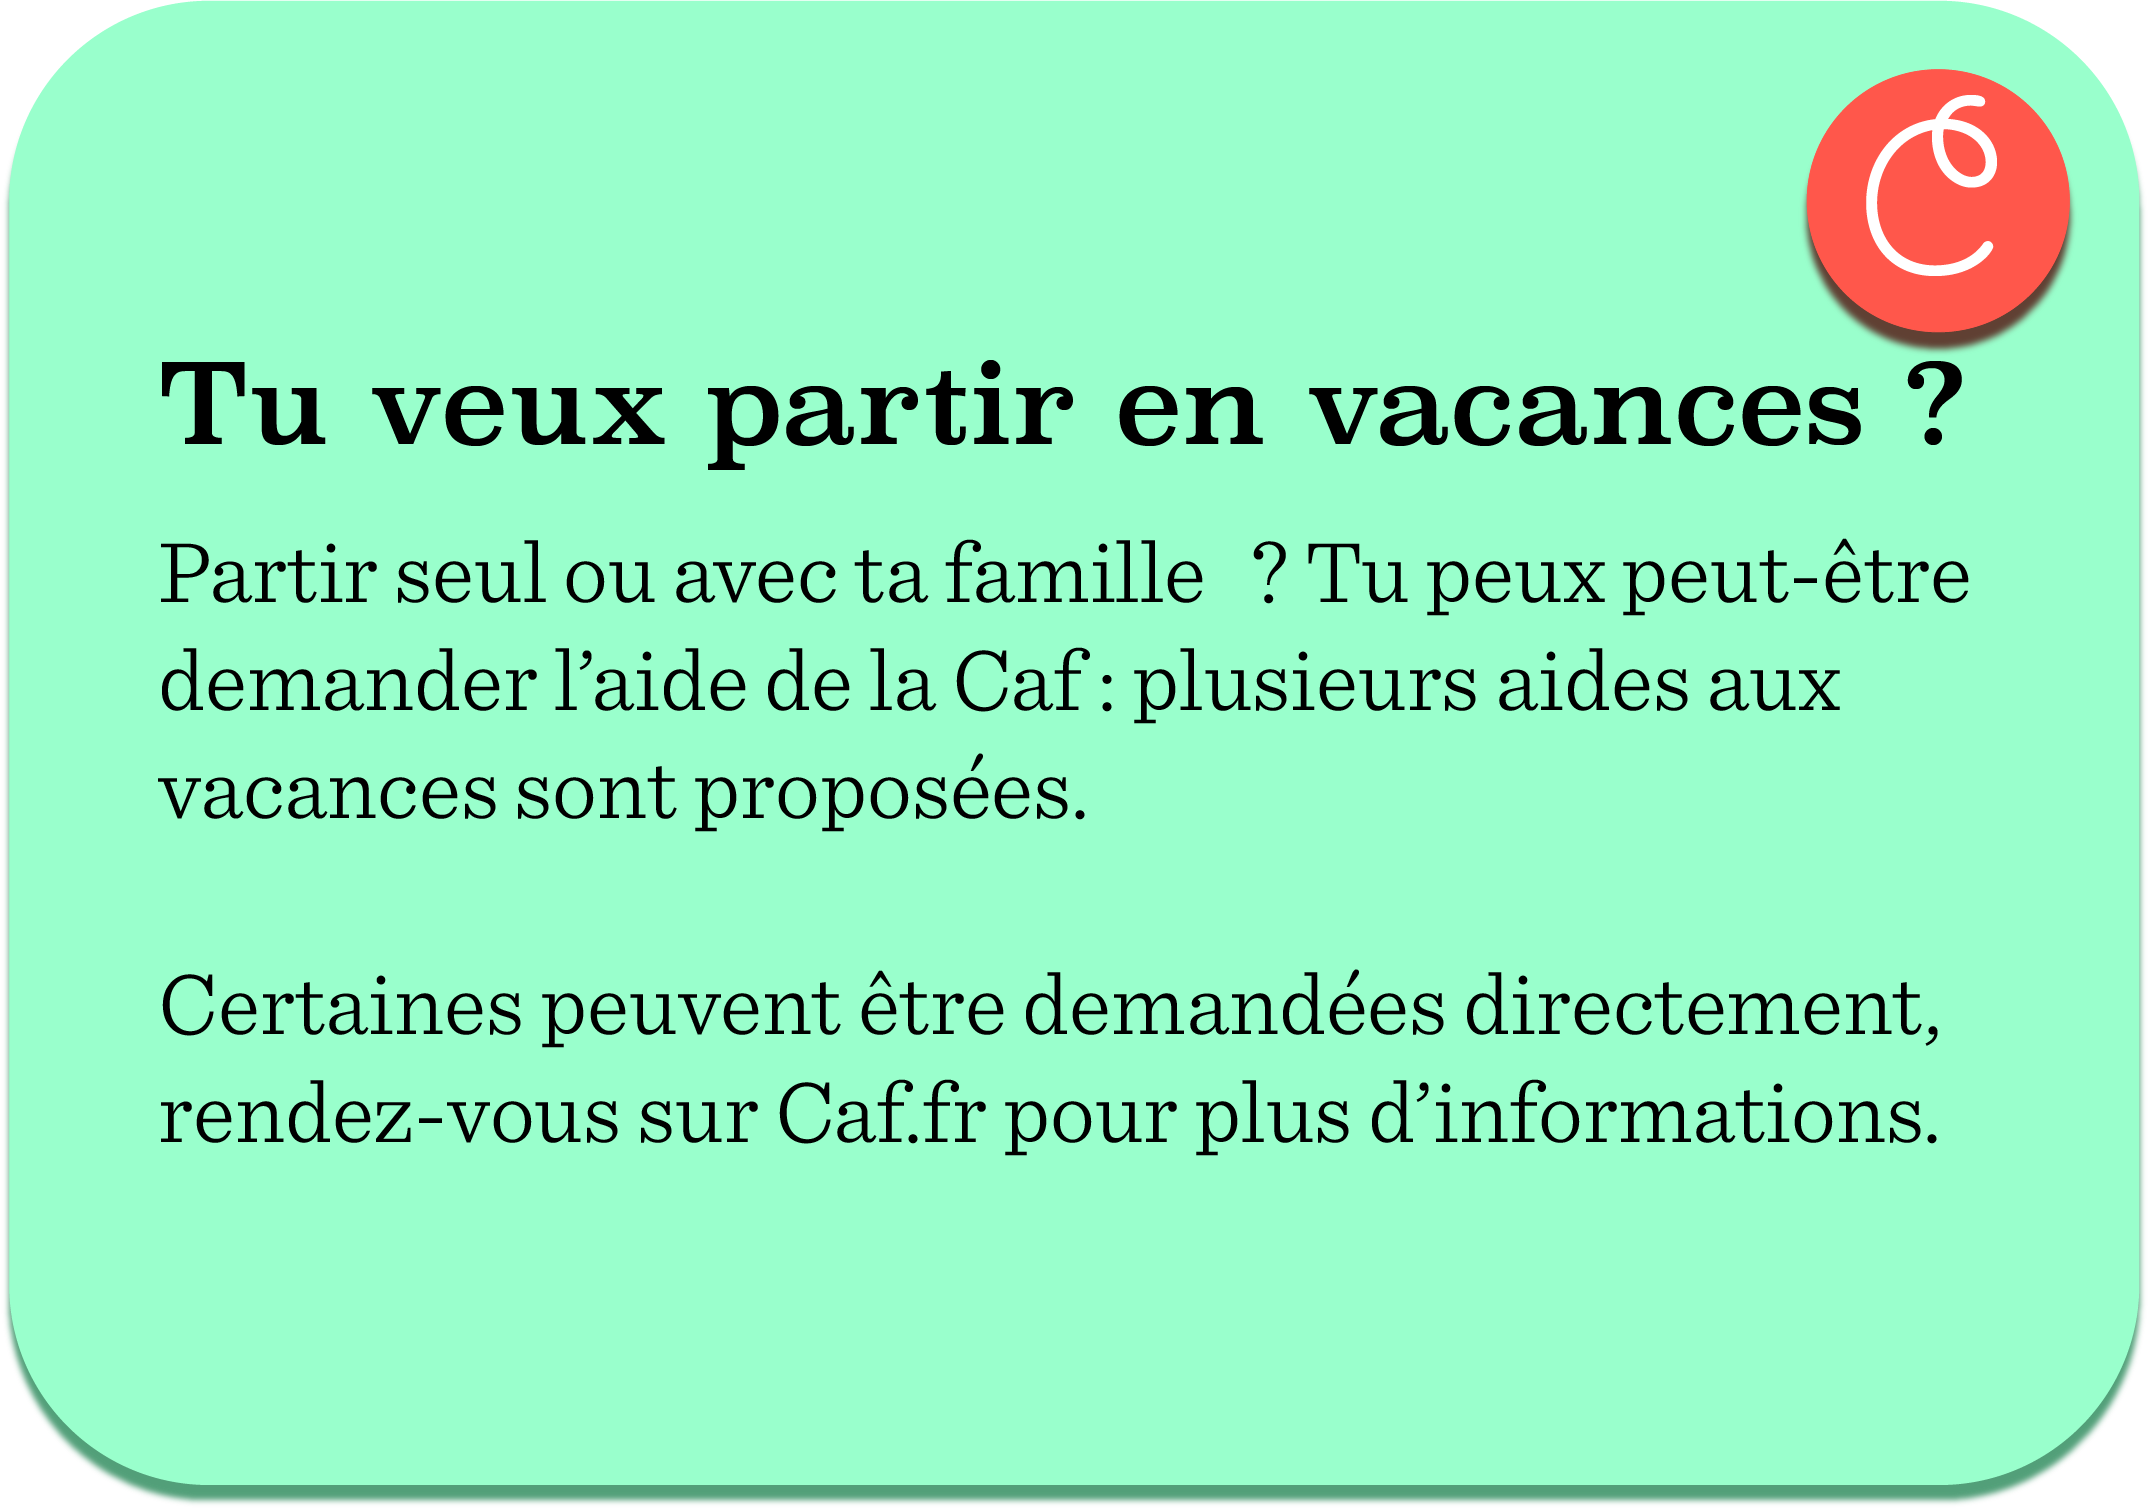 Tu veux partir en vacances ?
Partir seul ou avec ta famille ? Tu peux peut-être
demander l’aide de la Caf : plusieurs aides aux
vacances sont proposées.
Certaines peuvent être demandées directement,
rendez-vous sur Caf.fr pour plus d’informations.